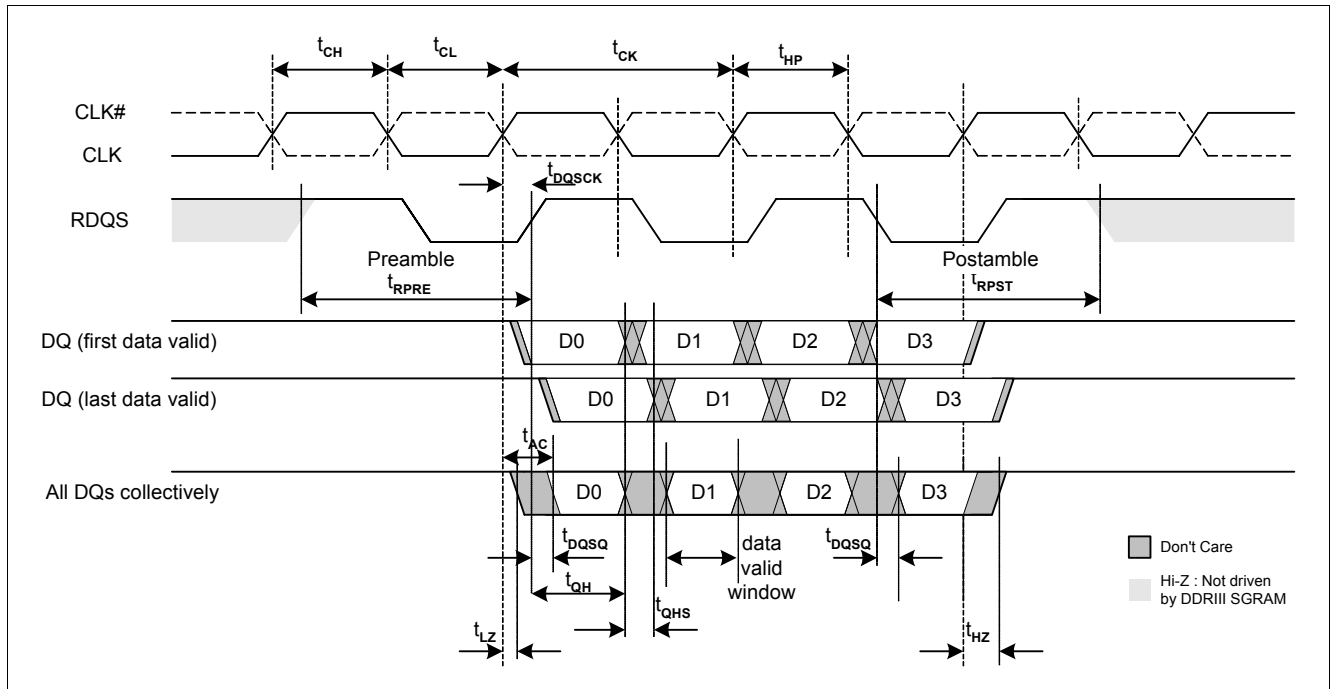 tCH tCL tCK tHP
CLK#
CLK
tDQSCK
RDQS
Preamble
tRPRE
Postamble
tRPST
DQ (first data valid)
D0 D1 D2 D3
DQ (last data valid)
D0 D1 D2 D3
tAC
All DQs collectively
D0 D1 D2 D3
tDQSQ
data
valid
window
tDQSQ
tQH
tQHS
tLZ
tHZ
Don't Care
Hi-Z : Not driven
by DDRIII SGRAM